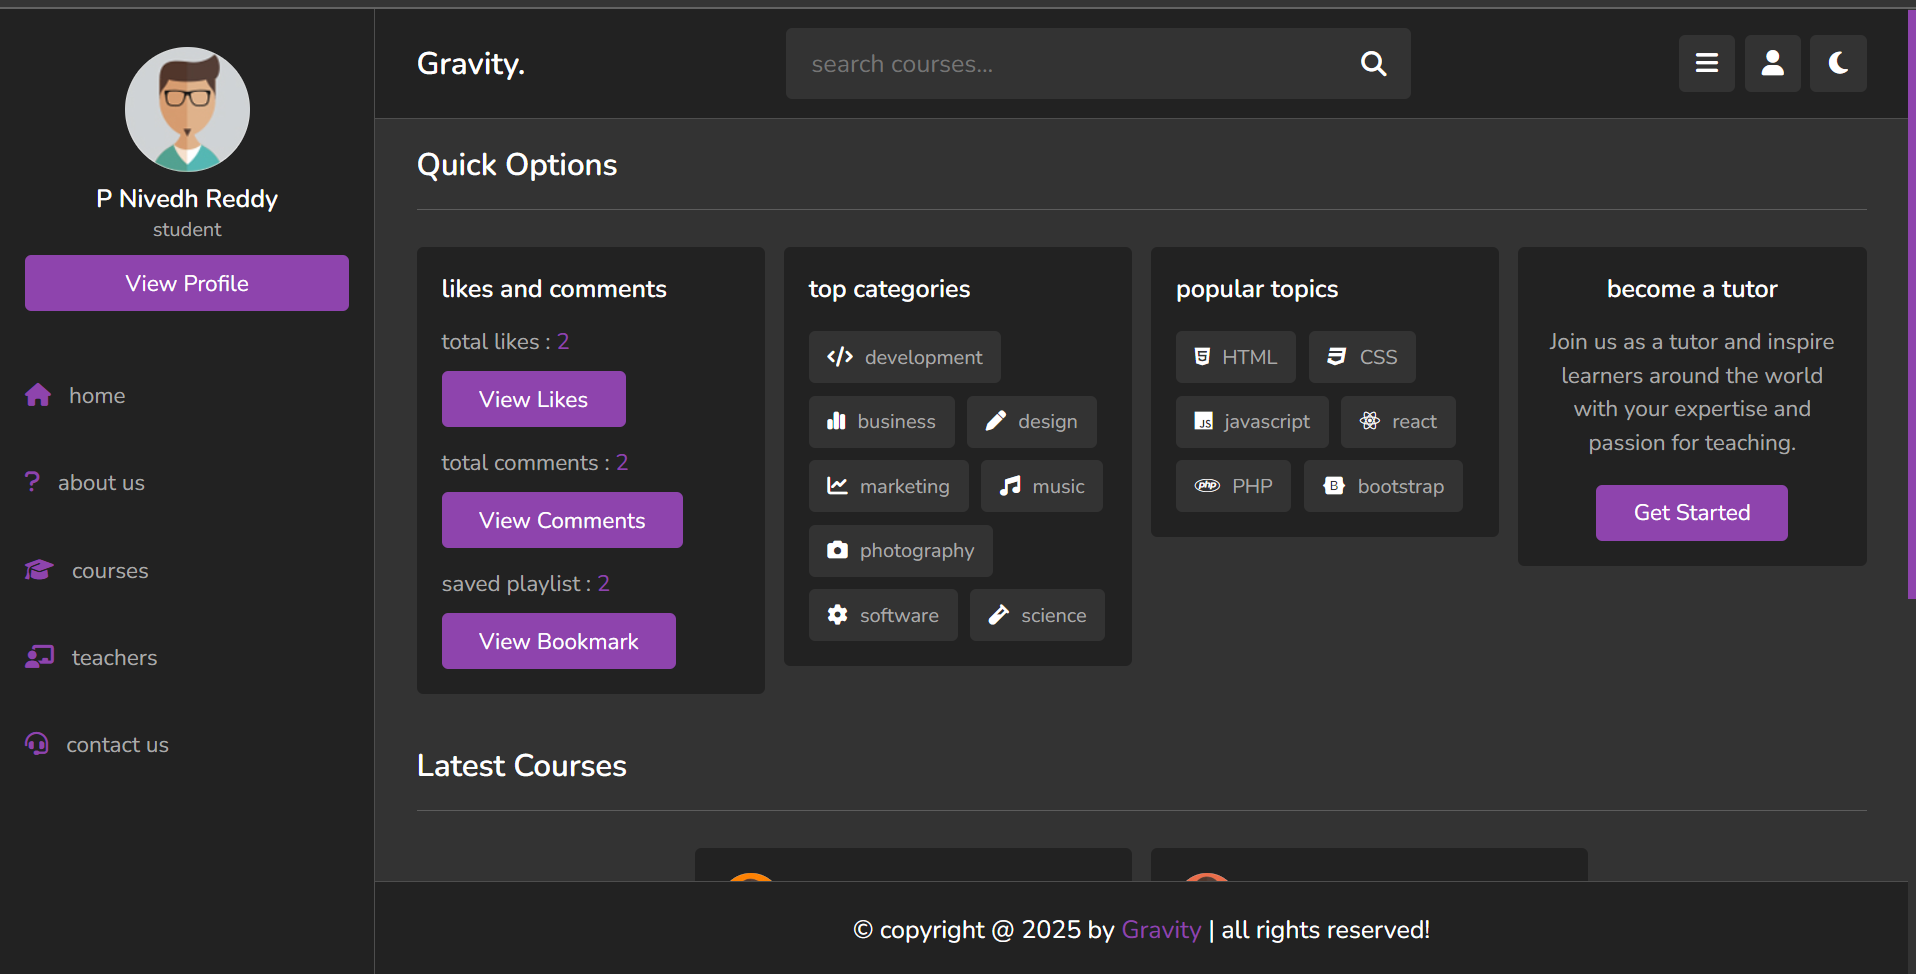 P Nivedh Reddy
student
View Profile
home
about us
courses
teachers
contact us
Gravity.
search courses...
Quick Options
likes and comments
total likes : 2
View Likes
total comments : 2
View Comments
saved playlist : 2
View Bookmark
top categories
development
business design
marketing music
photography
software science
popular topics
HTML CSS
javascript react
PHP bootstrap
become a tutor
Join us as a tutor and inspire
learners around the world
with your expertise and
passion for teaching.
Get Started
Latest Courses
© copyright @ 2025 by Gravity | all rights reserved!